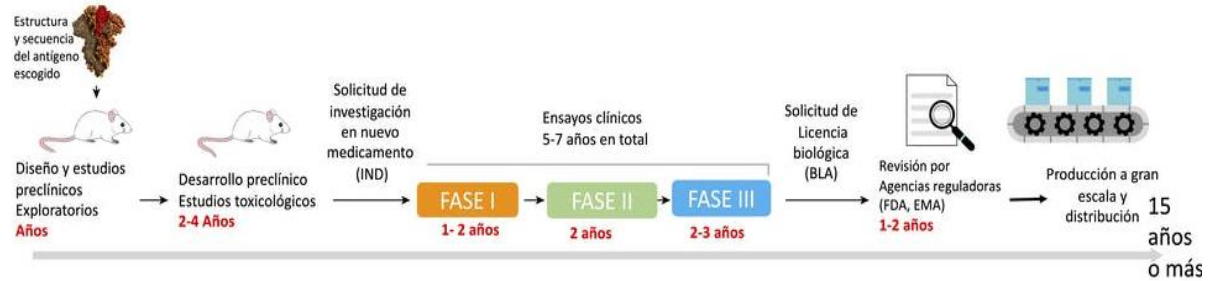 Estructura
y secuencia
del antígeno
escogido
Diseño y estudios
preclínicos
Exploratorios
Años
Desarrollo preclínico
Estudios toxicológicos
2-4 Años
Solicitud de
investigación
en nuevo
medicamento
(IND)
Ensayos clínicos
5-7 años en total
FASE I
1- 2 años
FASE II
2 años
FASE III
2-3 años
Solicitud de
Licencia
biológica
(BLA)
Revisión por
Agencias reguladoras
(FDA, EMA)
1-2 años
Producción a gran
escala y
distribución
15
años
o más